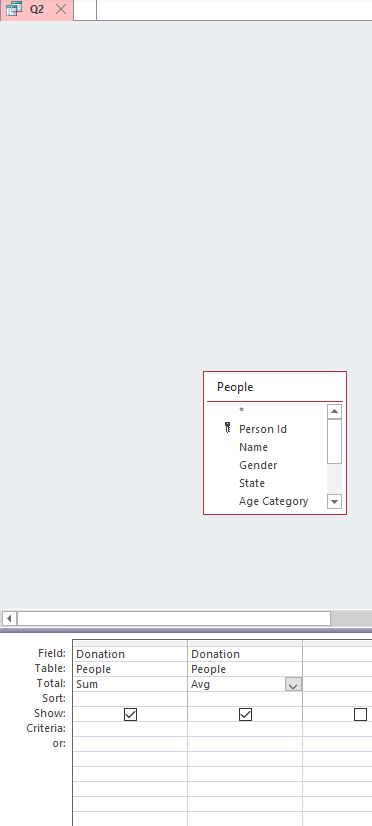 Q2
People
*
Person Id
Name
Gender
State
Age Category
Field: Donation Donation
Table: People People
Total: Sum Avg
Sort:
Show:
Criteria:
or: